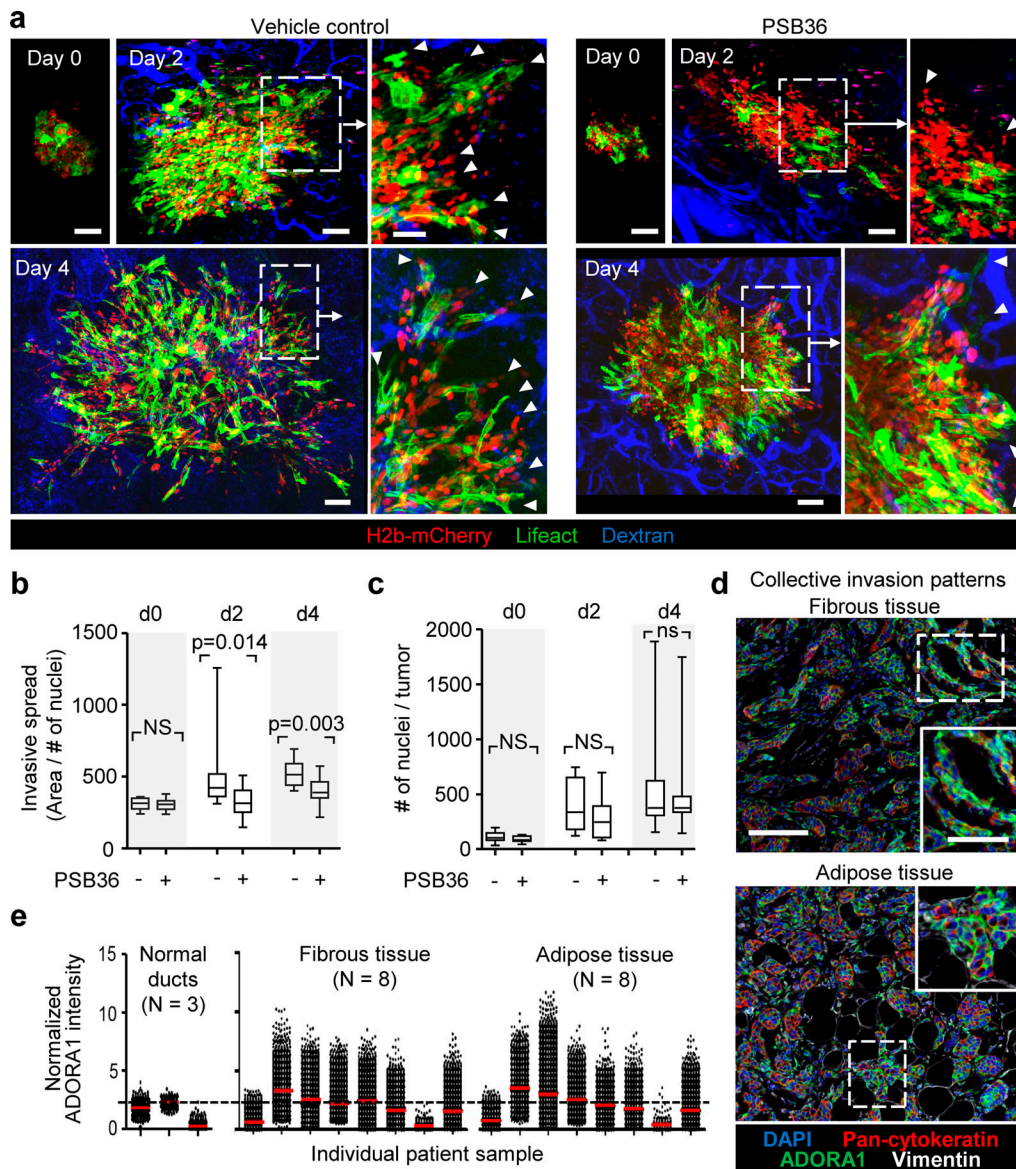 a
Vehicle control
PSB36
Day 0
Day 2
Day 0
Day 2
Day 4
Day 4
H2b-mCherry Lifeact Dextran
b
d0 d2 d4
Invasive spread
(Area / # of nuclei)
1500
1000
500
0
NS
p=0.014
p=0.003
PSB36 - + - + - +
c
d0 d2 d4
# of nuclei / tumor
2000
1500
1000
500
0
NS
NS
ns
PSB36 - + - + - +
d
Collective invasion patterns
Fibrous tissue
Adipose tissue
DAPI Pan-cytokeratin
ADORA1 Vimentin
e
Normalized
ADORA1 intensity
15
10
5
0
Normal
ducts
(N = 3)
Fibrous tissue
(N = 8)
Adipose tissue
(N = 8)
Individual patient sample